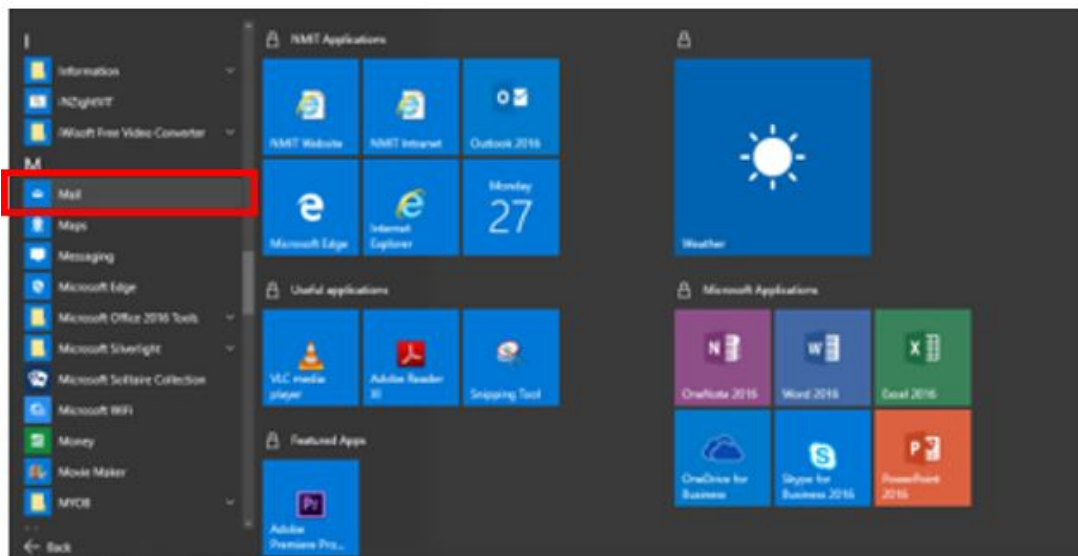 I
Information
iNZightVIT
iWisoft Free Video Converter
M
Mail
Maps
Messaging
Microsoft Edge
Microsoft Office 2016 Tools
Microsoft Silverlight
Microsoft Solitaire Collection
Microsoft WiFi
Money
Movie Maker
MYOB
Back
NMIT Applications
NMIT Website
NMIT Intranet
Outlook 2016
Microsoft Edge
Internet
Explorer
Monday
27
Useful applications
VLC media
player
Adobe Reader
XI
Snipping Tool
Featured Apps
Pr
Adobe
Premiere Pro...
Weather
Microsoft Applications
OneNote 2016
Word 2016
Excel 2016
OneDrive for
Business
Skype for
Business 2016
PowerPoint
2016